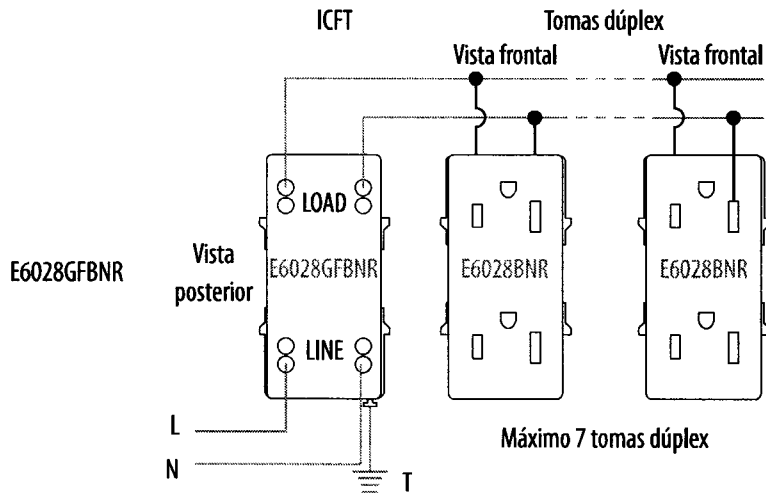 ICFT
Tomas dúplex
Vista frontal
Vista frontal
LOAD
E6028GFBNR
Vista
posterior
E6028GFBNR
E6028BNR
E6028BNR
LINE
L
N
T
Máximo 7 tomas dúplex